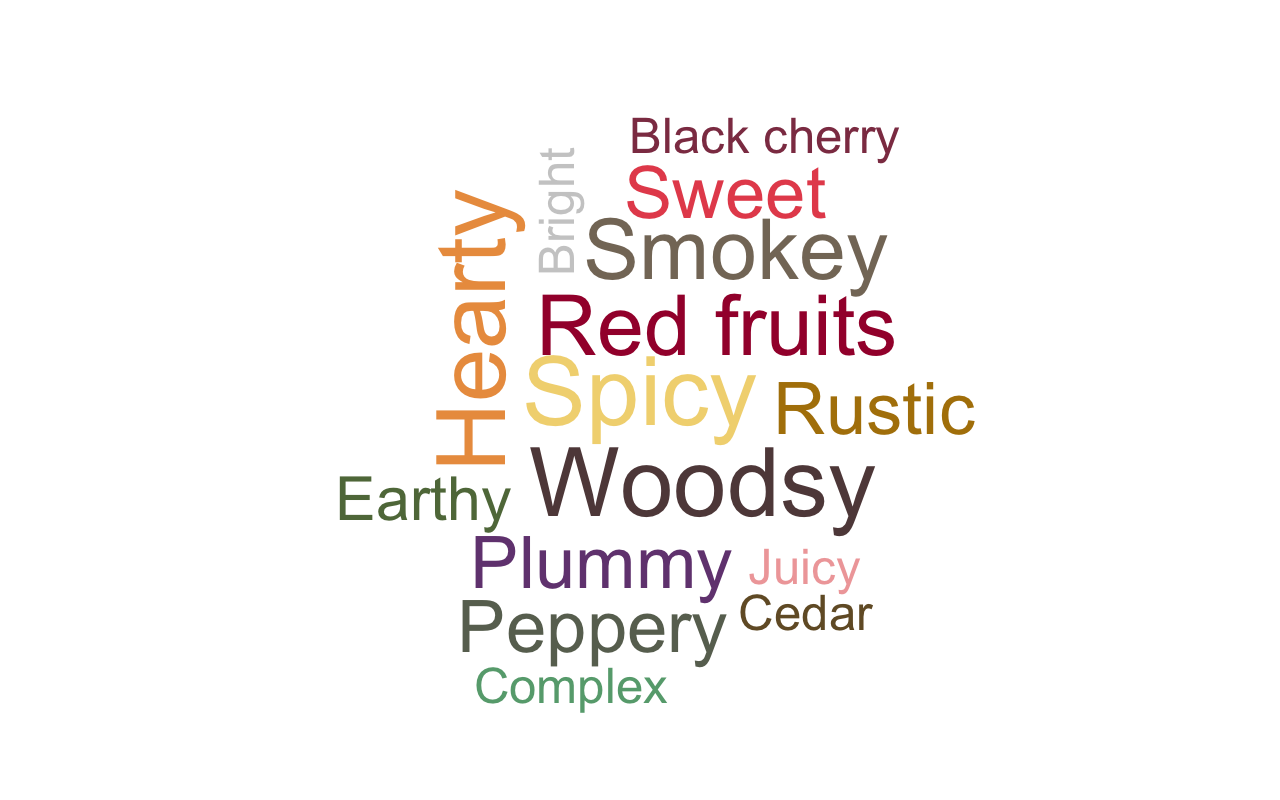 Black cherry
Bright
Sweet
Hearty
Smokey
Red fruits
Spicy
Rustic
Woodsy
Earthy
Plummy
Juicy
Peppery
Cedar
Complex